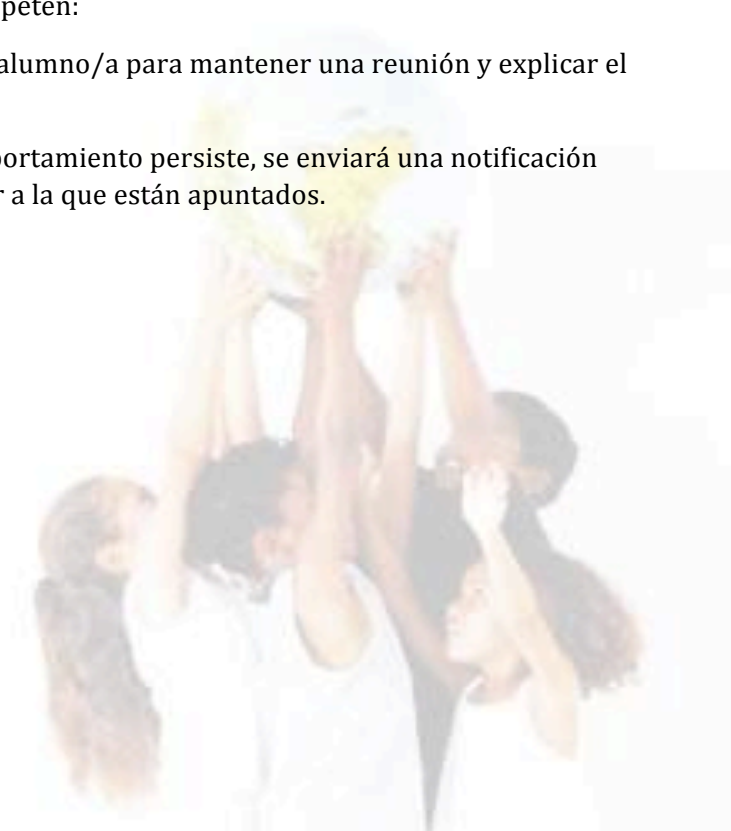 peten:
alumno/a para mantener una reunión y explicar el
portamiento persiste, se enviará una notificación
r a la que están apuntados.